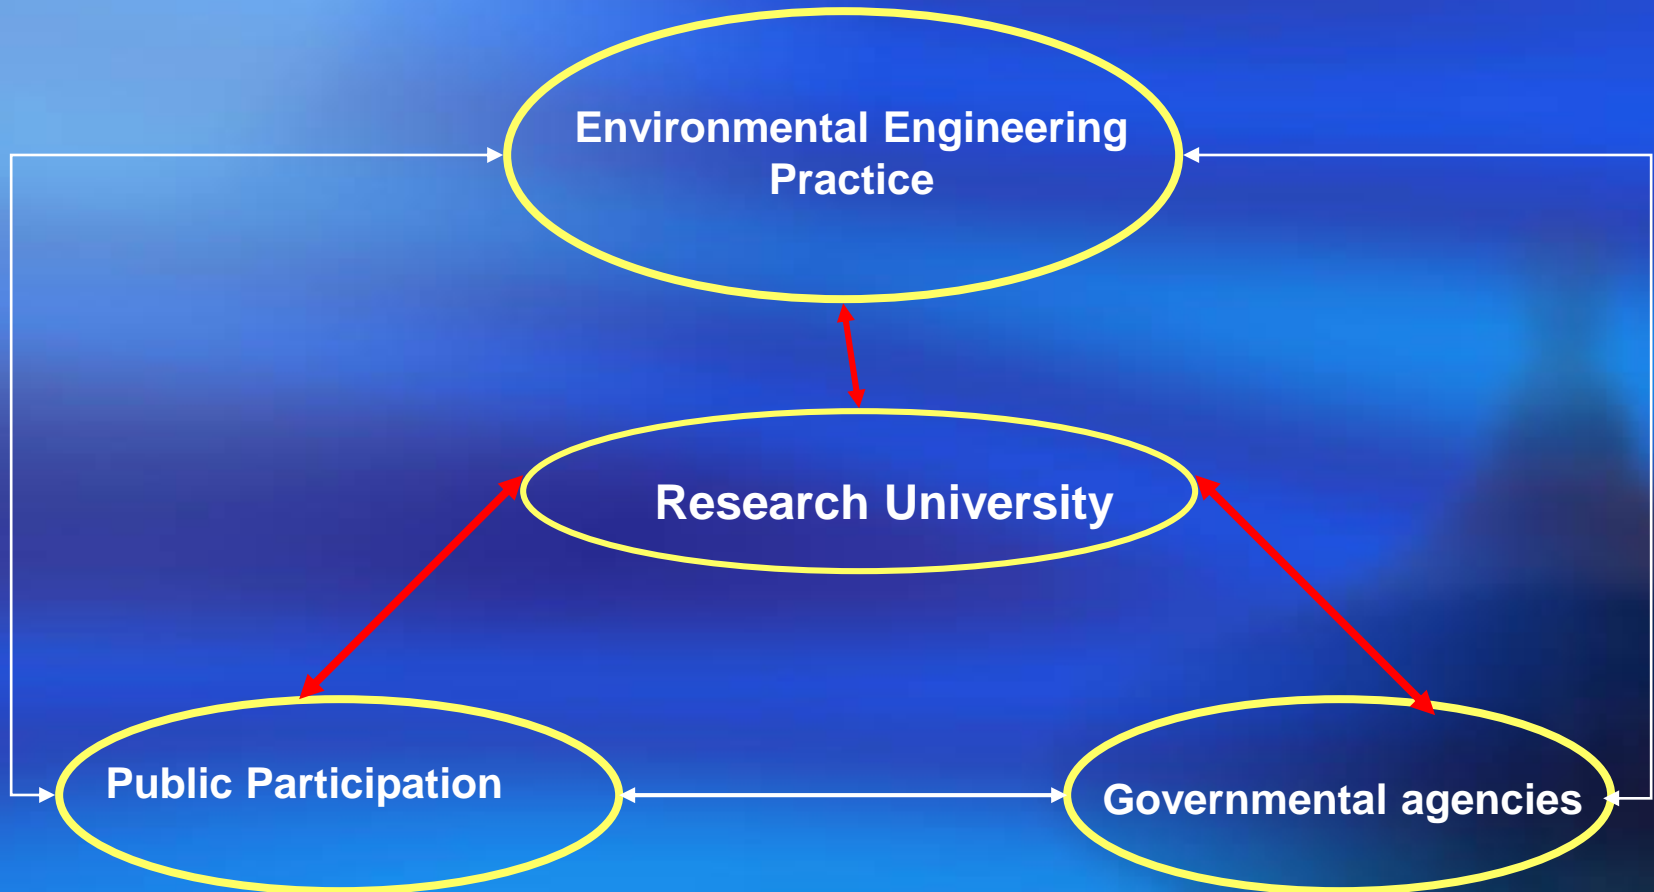 Environmental Engineering
Practice
Research University
Public Participation
Governmental agencies